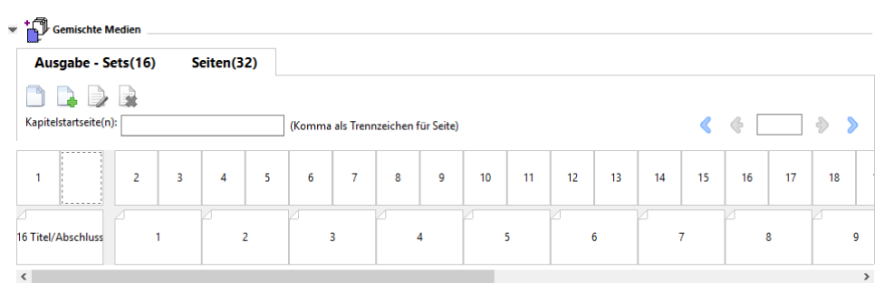 Gemischte Medien
Ausgabe - Sets(16) Seiten(32)
Kapitelstartseite(n): (Komma als Trennzeichen für Seite)
1 2 3 4 5 6 7 8 9 10 11 12 13 14 15 16 17 18
16 Titel/Abschluss 1 2 3 4 5 6 7 8 9